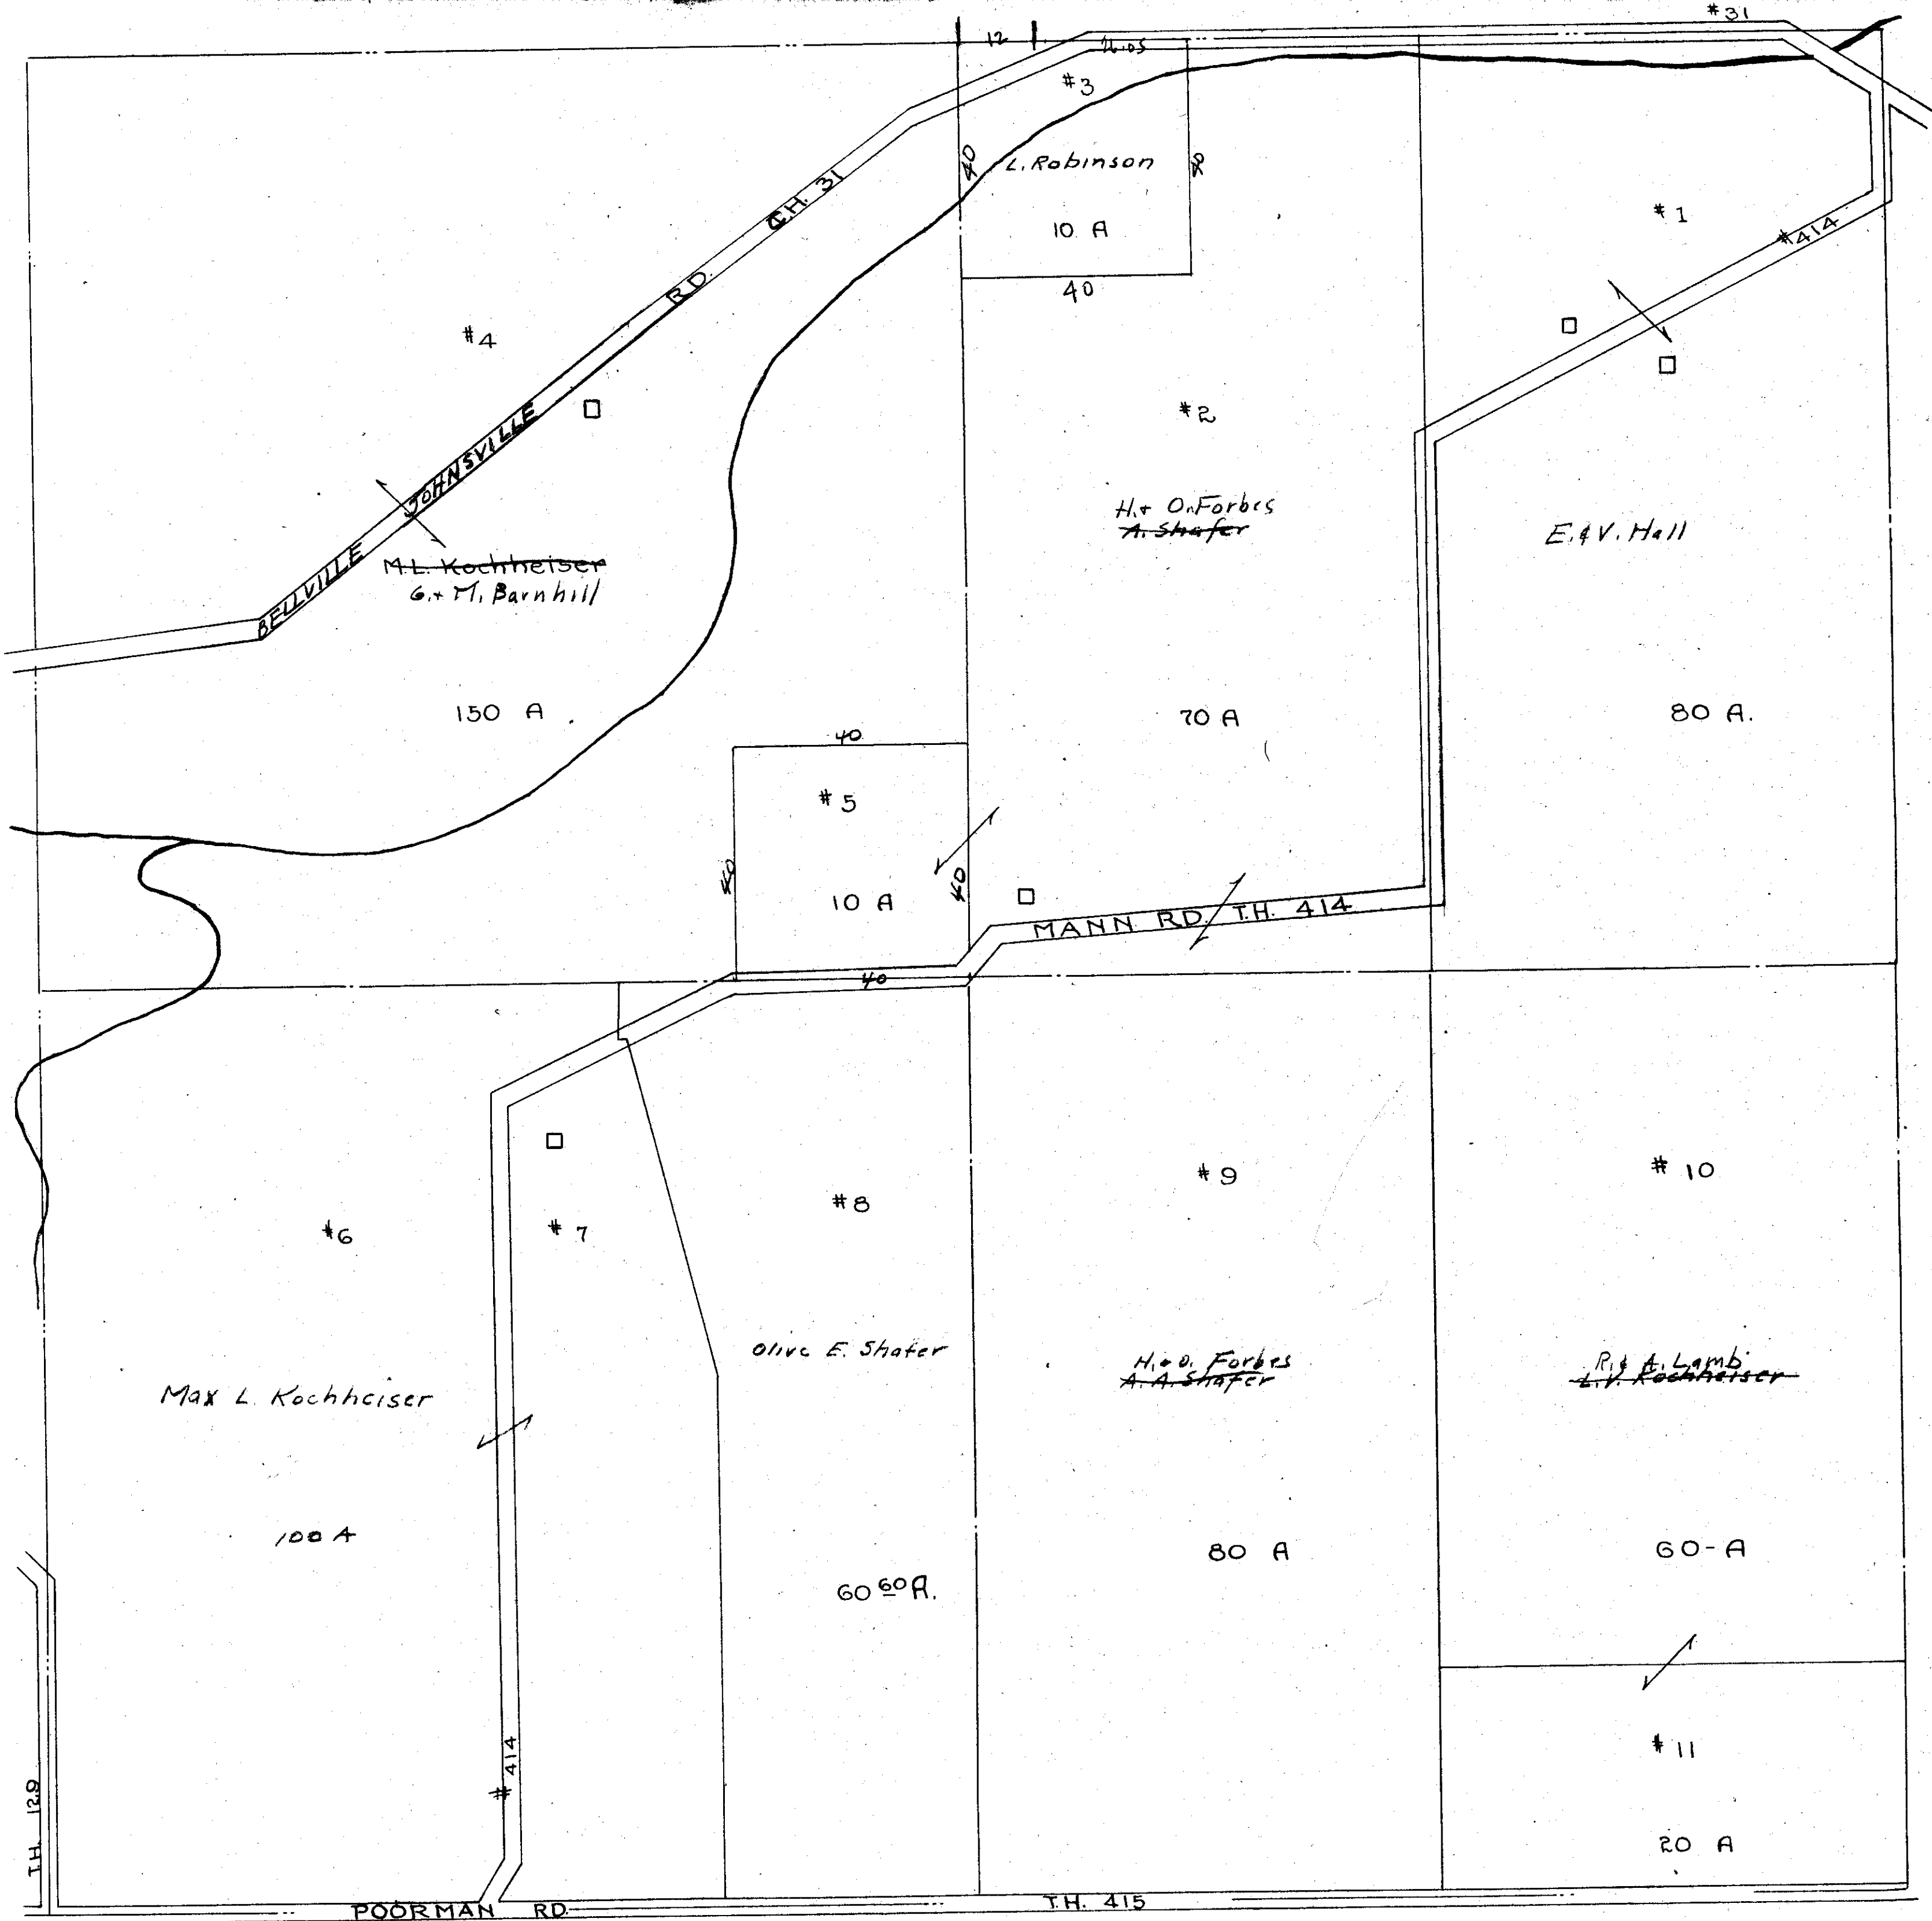 #31
12
26.05
#3
40
L. Robinson
40
10 A
40
#1
#414
C.H. 31
RD.
JOHNSVILLE
BELLVILLE
#4
#2
H. + O. Forbes
A. Shafer
E. & V. Hall
M.L. Kochheiser
G. + M. Barnhill
150 A
70 A
80 A.
40
#5
40
40
10 A
MANN RD. T.H. 414
40
#6
#7
#8
#9
#10
Max L. Kochheiser
Olive E. Shafer
H. & O. Forbes
A. A. Shafer
R. & A. Lamb
L.V. Kochheiser
100 A
60 60 A.
80 A
60-A
#414
#11
20 A
T.H. 129
POORMAN RD.
T.H. 415